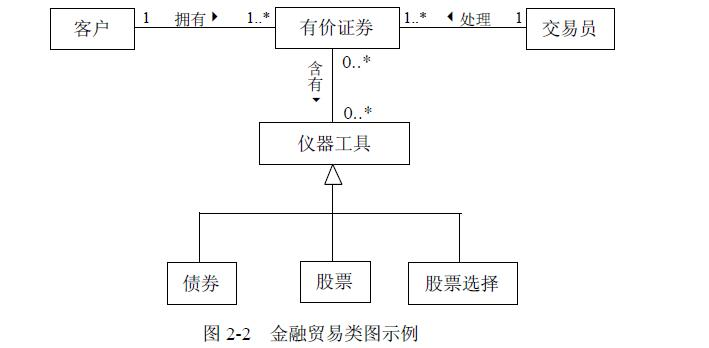 客户 1 拥有 1..* 有价证券 1..* 处理 1 交易员
0..*
含有
0..*
仪器工具
债券 股票 股票选择
图 2-2 金融贸易类图示例